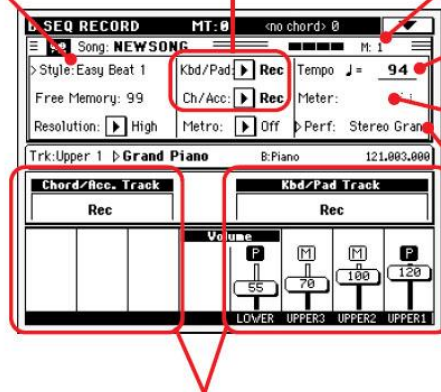 SEQ RECORD MT:0 <no chord> 0
Song: NEWSONG M: 1
Style:Easy Beat 1 Kbd/Pad: Rec Tempo ♩= 94
Free Memory: 99 Ch/Acc: Rec Meter:
Resolution: High Metro: Off Perf: Stereo Gran
Trk:Upper 1 Grand Piano B:Piano 121.003.000
Chord/Acc. Track Kbd/Pad Track
Rec Rec
Volume
P M M P
55 70 100 120
LOWER UPPER3 UPPER2 UPPER1